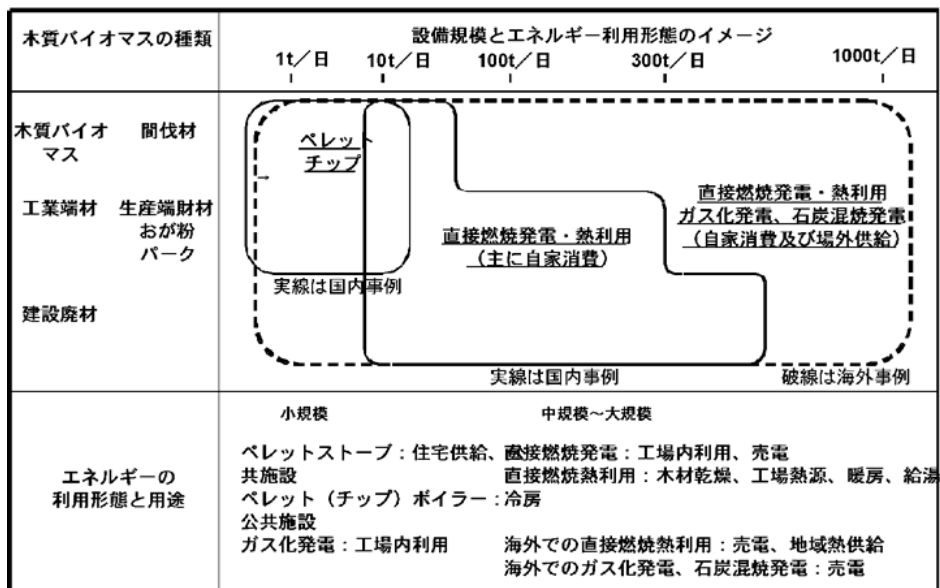 木質バイオマスの種類
設備規模とエネルギー利用形態のイメージ
1t／日 10t／日 100t／日 300t／日 1000t／日
木質バイオマス 間伐材
ペレット
チップ
工業端材 生産端財材
おが粉
バーク
直接燃焼発電・熱利用
（主に自家消費）
直接燃焼発電・熱利用
ガス化発電、石炭混焼発電
（自家消費及び場外供給）
実線は国内事例
建設廃材
実線は国内事例 破線は海外事例
小規模 中規模～大規模
エネルギーの
利用形態と用途
ペレットストーブ：住宅供給、
共施設
ペレット（チップ）ボイラー：
公共施設
ガス化発電：工場内利用
直接燃焼発電：工場内利用、売電
直接燃焼熱利用：木材乾燥、工場熱源、暖房、給湯
冷房
海外での直接燃焼熱利用：売電、地域熱供給
海外でのガス化発電、石炭混焼発電：売電